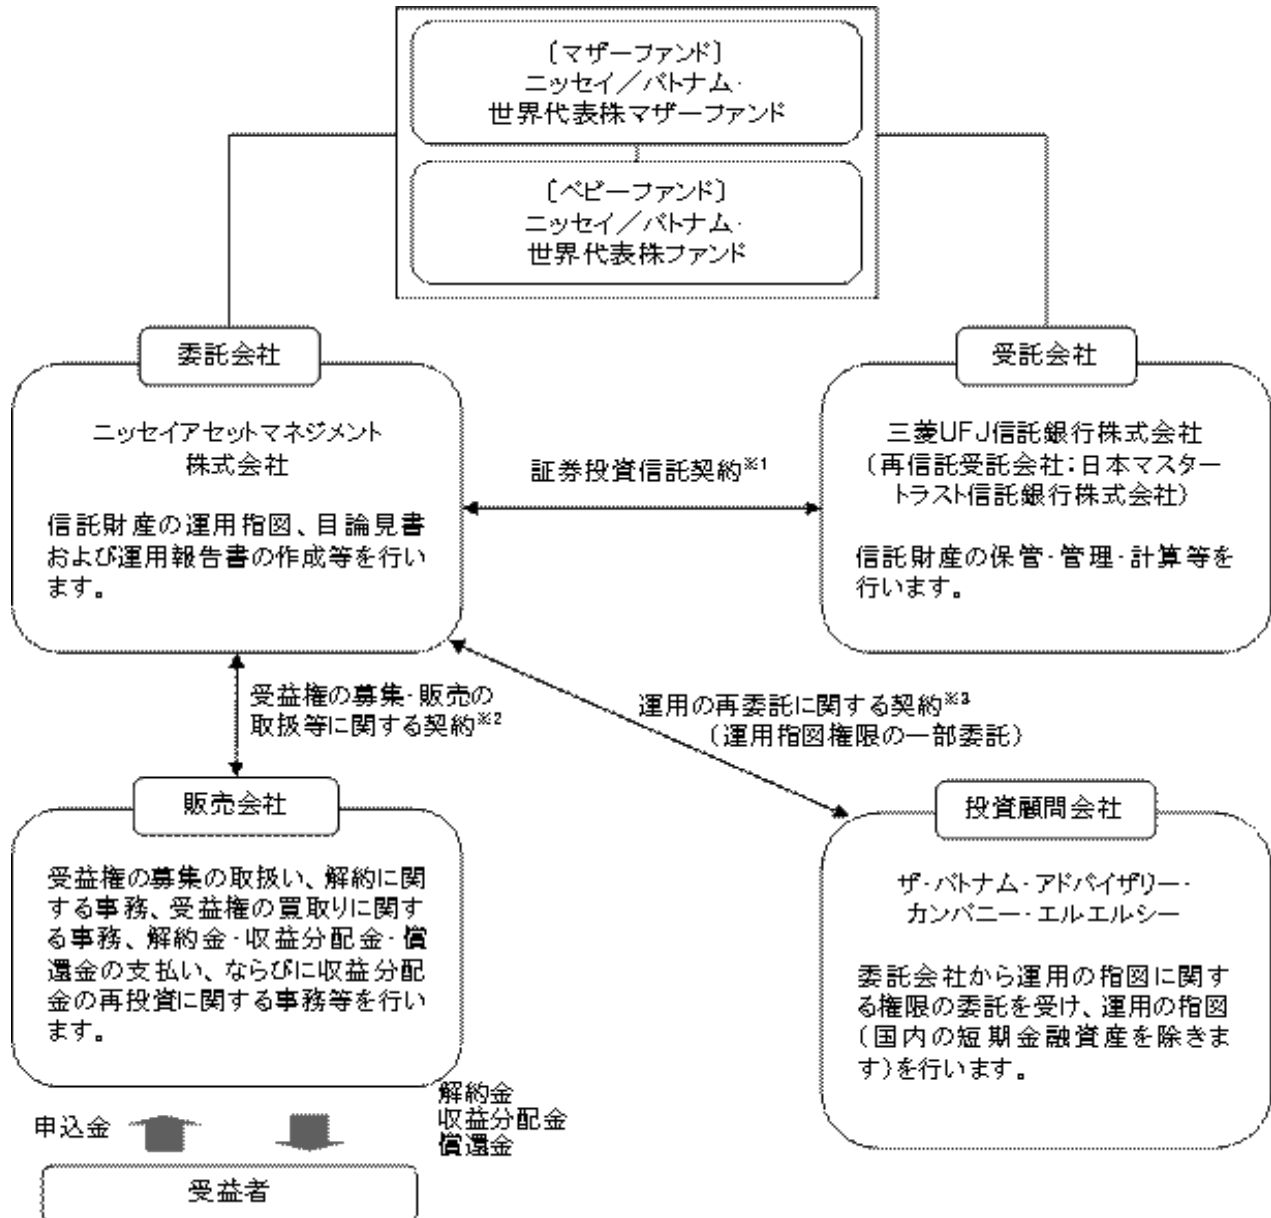 〔マザーファンド〕
ニッセイ／パトナム・
世界代表株マザーファンド
〔ベビーファンド〕
ニッセイ／パトナム・
世界代表株ファンド
委託会社
ニッセイアセットマネジメント
株式会社
信託財産の運用指図、目論見書
および運用報告書の作成等を行い
ます。
証券投資信託契約※1
受託会社
三菱UFJ信託銀行株式会社
（再信託受託会社：日本マスター
トラスト信託銀行株式会社）
信託財産の保管・管理・計算等を
行います。
受益権の募集・販売の
取扱等に関する契約※2
運用の再委託に関する契約※3
（運用指図権限の一部委託）
販売会社
受益権の募集の取扱い、解約に関
する事務、受益権の買取りに関す
る事務、解約金・収益分配金・償
還金の支払い、ならびに収益分配
金の再投資に関する事務等を行い
ます。
投資顧問会社
ザ・パトナム・アドバイザリー・
カンパニー・エルエルシー
委託会社から運用の指図に関す
る権限の委託を受け、運用の指図
（国内の短期金融資産を除きま
す）を行います。
申込金
解約金
収益分配金
償還金
受益者